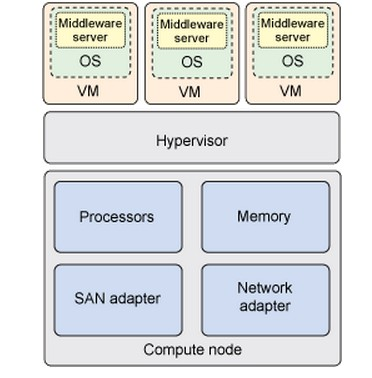 Middleware
server
OS
VM
Middleware
server
OS
VM
Middleware
server
OS
VM
Hypervisor
Processors
Memory
SAN adapter
Network
adapter
Compute node